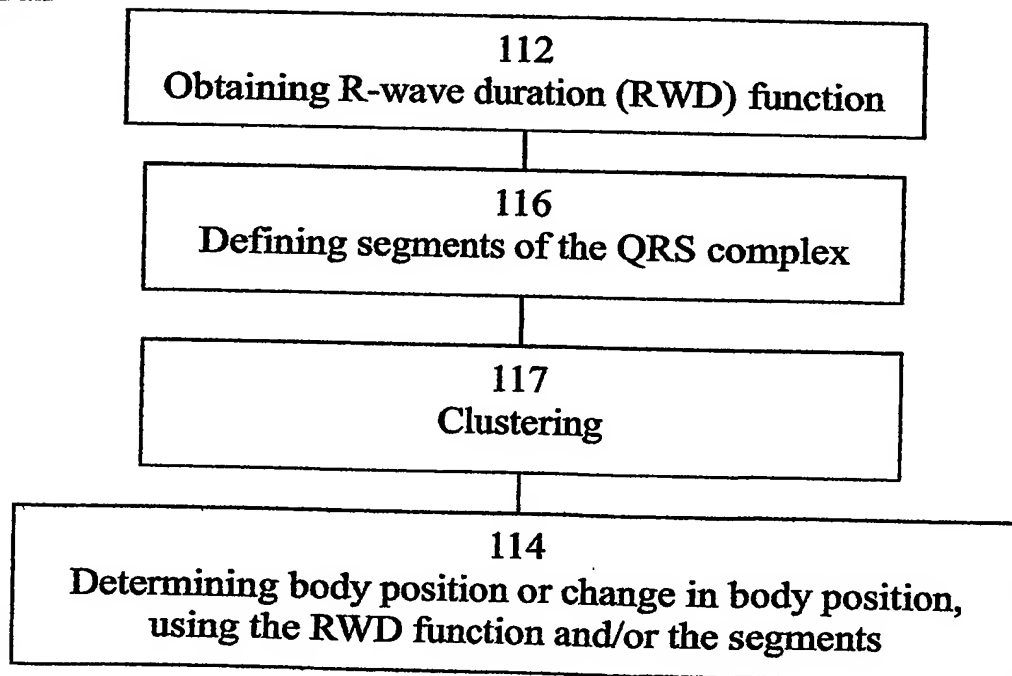 112
Obtaining R-wave duration (RWD) function
116
Defining segments of the QRS complex
117
Clustering
114
Determining body position or change in body position,
using the RWD function and/or the segments